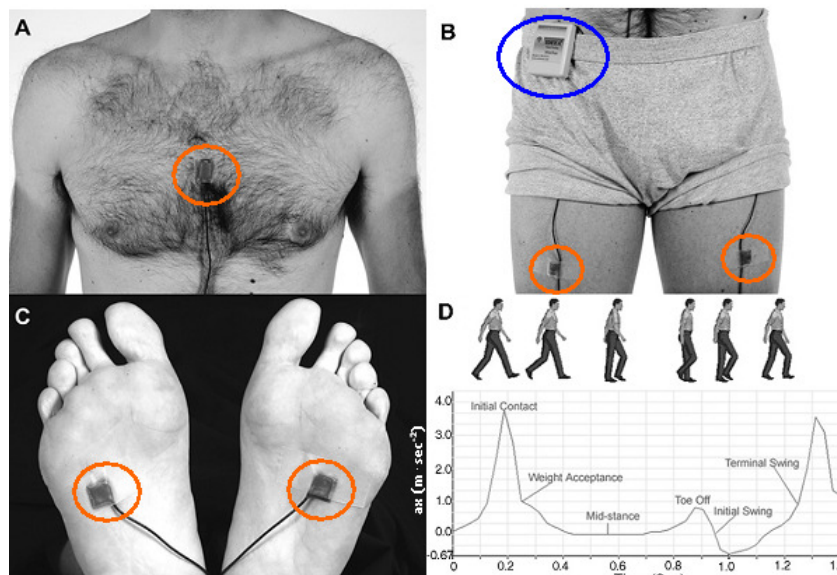 A
B
C
D
4.0
3.0
2.0
1.0
0.0
-0.67
ax (m · sec⁻²)
Initial Contact
Weight Acceptance
Mid-stance
Toe Off
Initial Swing
Terminal Swing
0
0.2
0.4
0.6
0.8
1.0
1.2